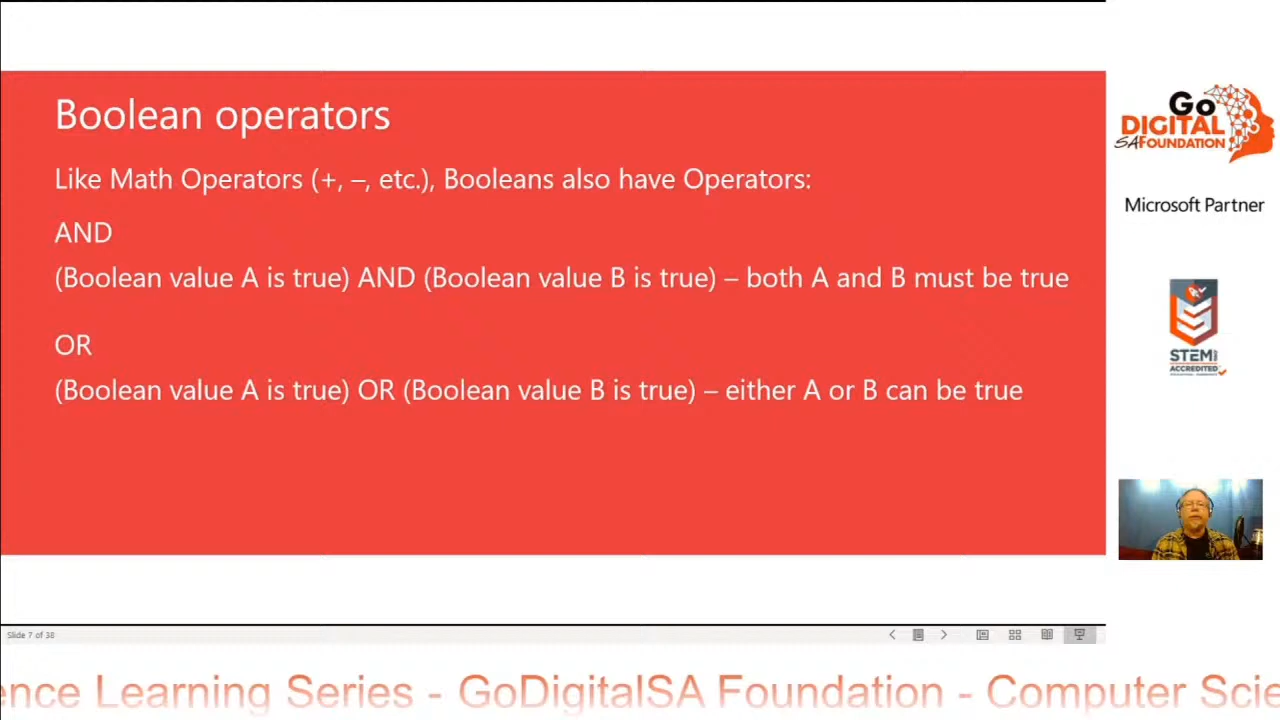 Boolean operators
Like Math Operators (+, –, etc.), Booleans also have Operators:
AND
(Boolean value A is true) AND (Boolean value B is true) – both A and B must be true
OR
(Boolean value A is true) OR (Boolean value B is true) – either A or B can be true
Go
DIGITAL
SA FOUNDATION
Microsoft Partner
STEM
ACCREDITED
Slide 7 of 38
ence Learning Series - GoDigitalSA Foundation - Computer Scie